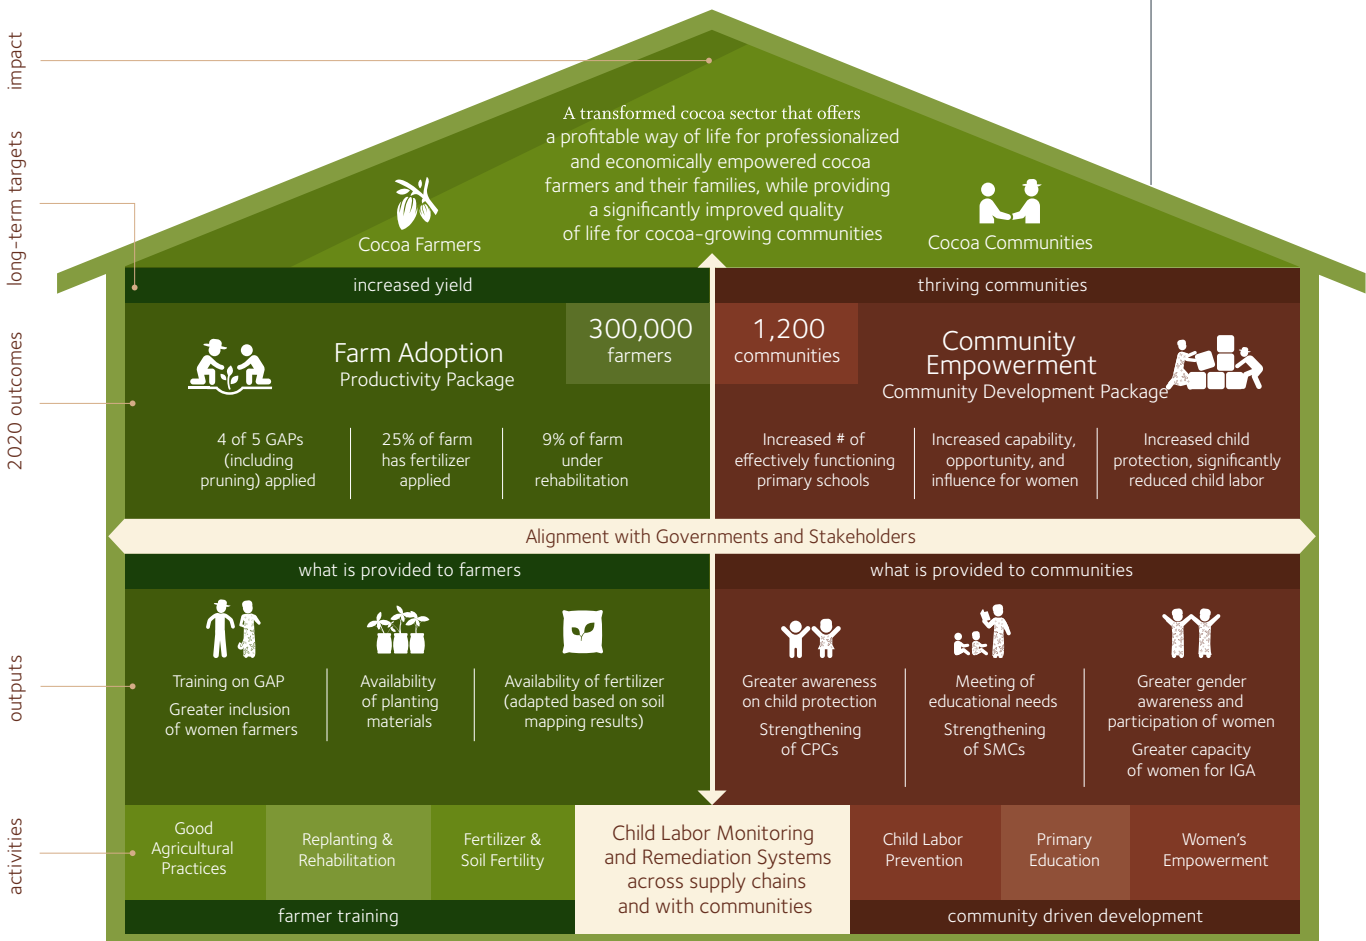 impact
long-term targets
2020 outcomes
outputs
activities
A transformed cocoa sector that offers
a profitable way of life for professionalized
and economically empowered cocoa
farmers and their families, while providing
a significantly improved quality
of life for cocoa-growing communities
Cocoa Farmers
Cocoa Communities
increased yield
thriving communities
Farm Adoption
Productivity Package
300,000
farmers
1,200
communities
Community
Empowerment
Community Development Package
4 of 5 GAPs
(including
pruning) applied
25% of farm
has fertilizer
applied
9% of farm
under
rehabilitation
Increased # of
effectively functioning
primary schools
Increased capability,
opportunity, and
influence for women
Increased child
protection, significantly
reduced child labor
Alignment with Governments and Stakeholders
what is provided to farmers
what is provided to communities
Training on GAP
Greater inclusion
of women farmers
Availability
of planting
materials
Availability of fertilizer
(adapted based on soil
mapping results)
Greater awareness
on child protection
Strengthening
of CPCs
Meeting of
educational needs
Strengthening
of SMCs
Greater gender
awareness and
participation of women
Greater capacity
of women for IGA
Good
Agricultural
Practices
Replanting &
Rehabilitation
Fertilizer &
Soil Fertility
Child Labor Monitoring
and Remediation Systems
across supply chains
and with communities
Child Labor
Prevention
Primary
Education
Women's
Empowerment
farmer training
community driven development